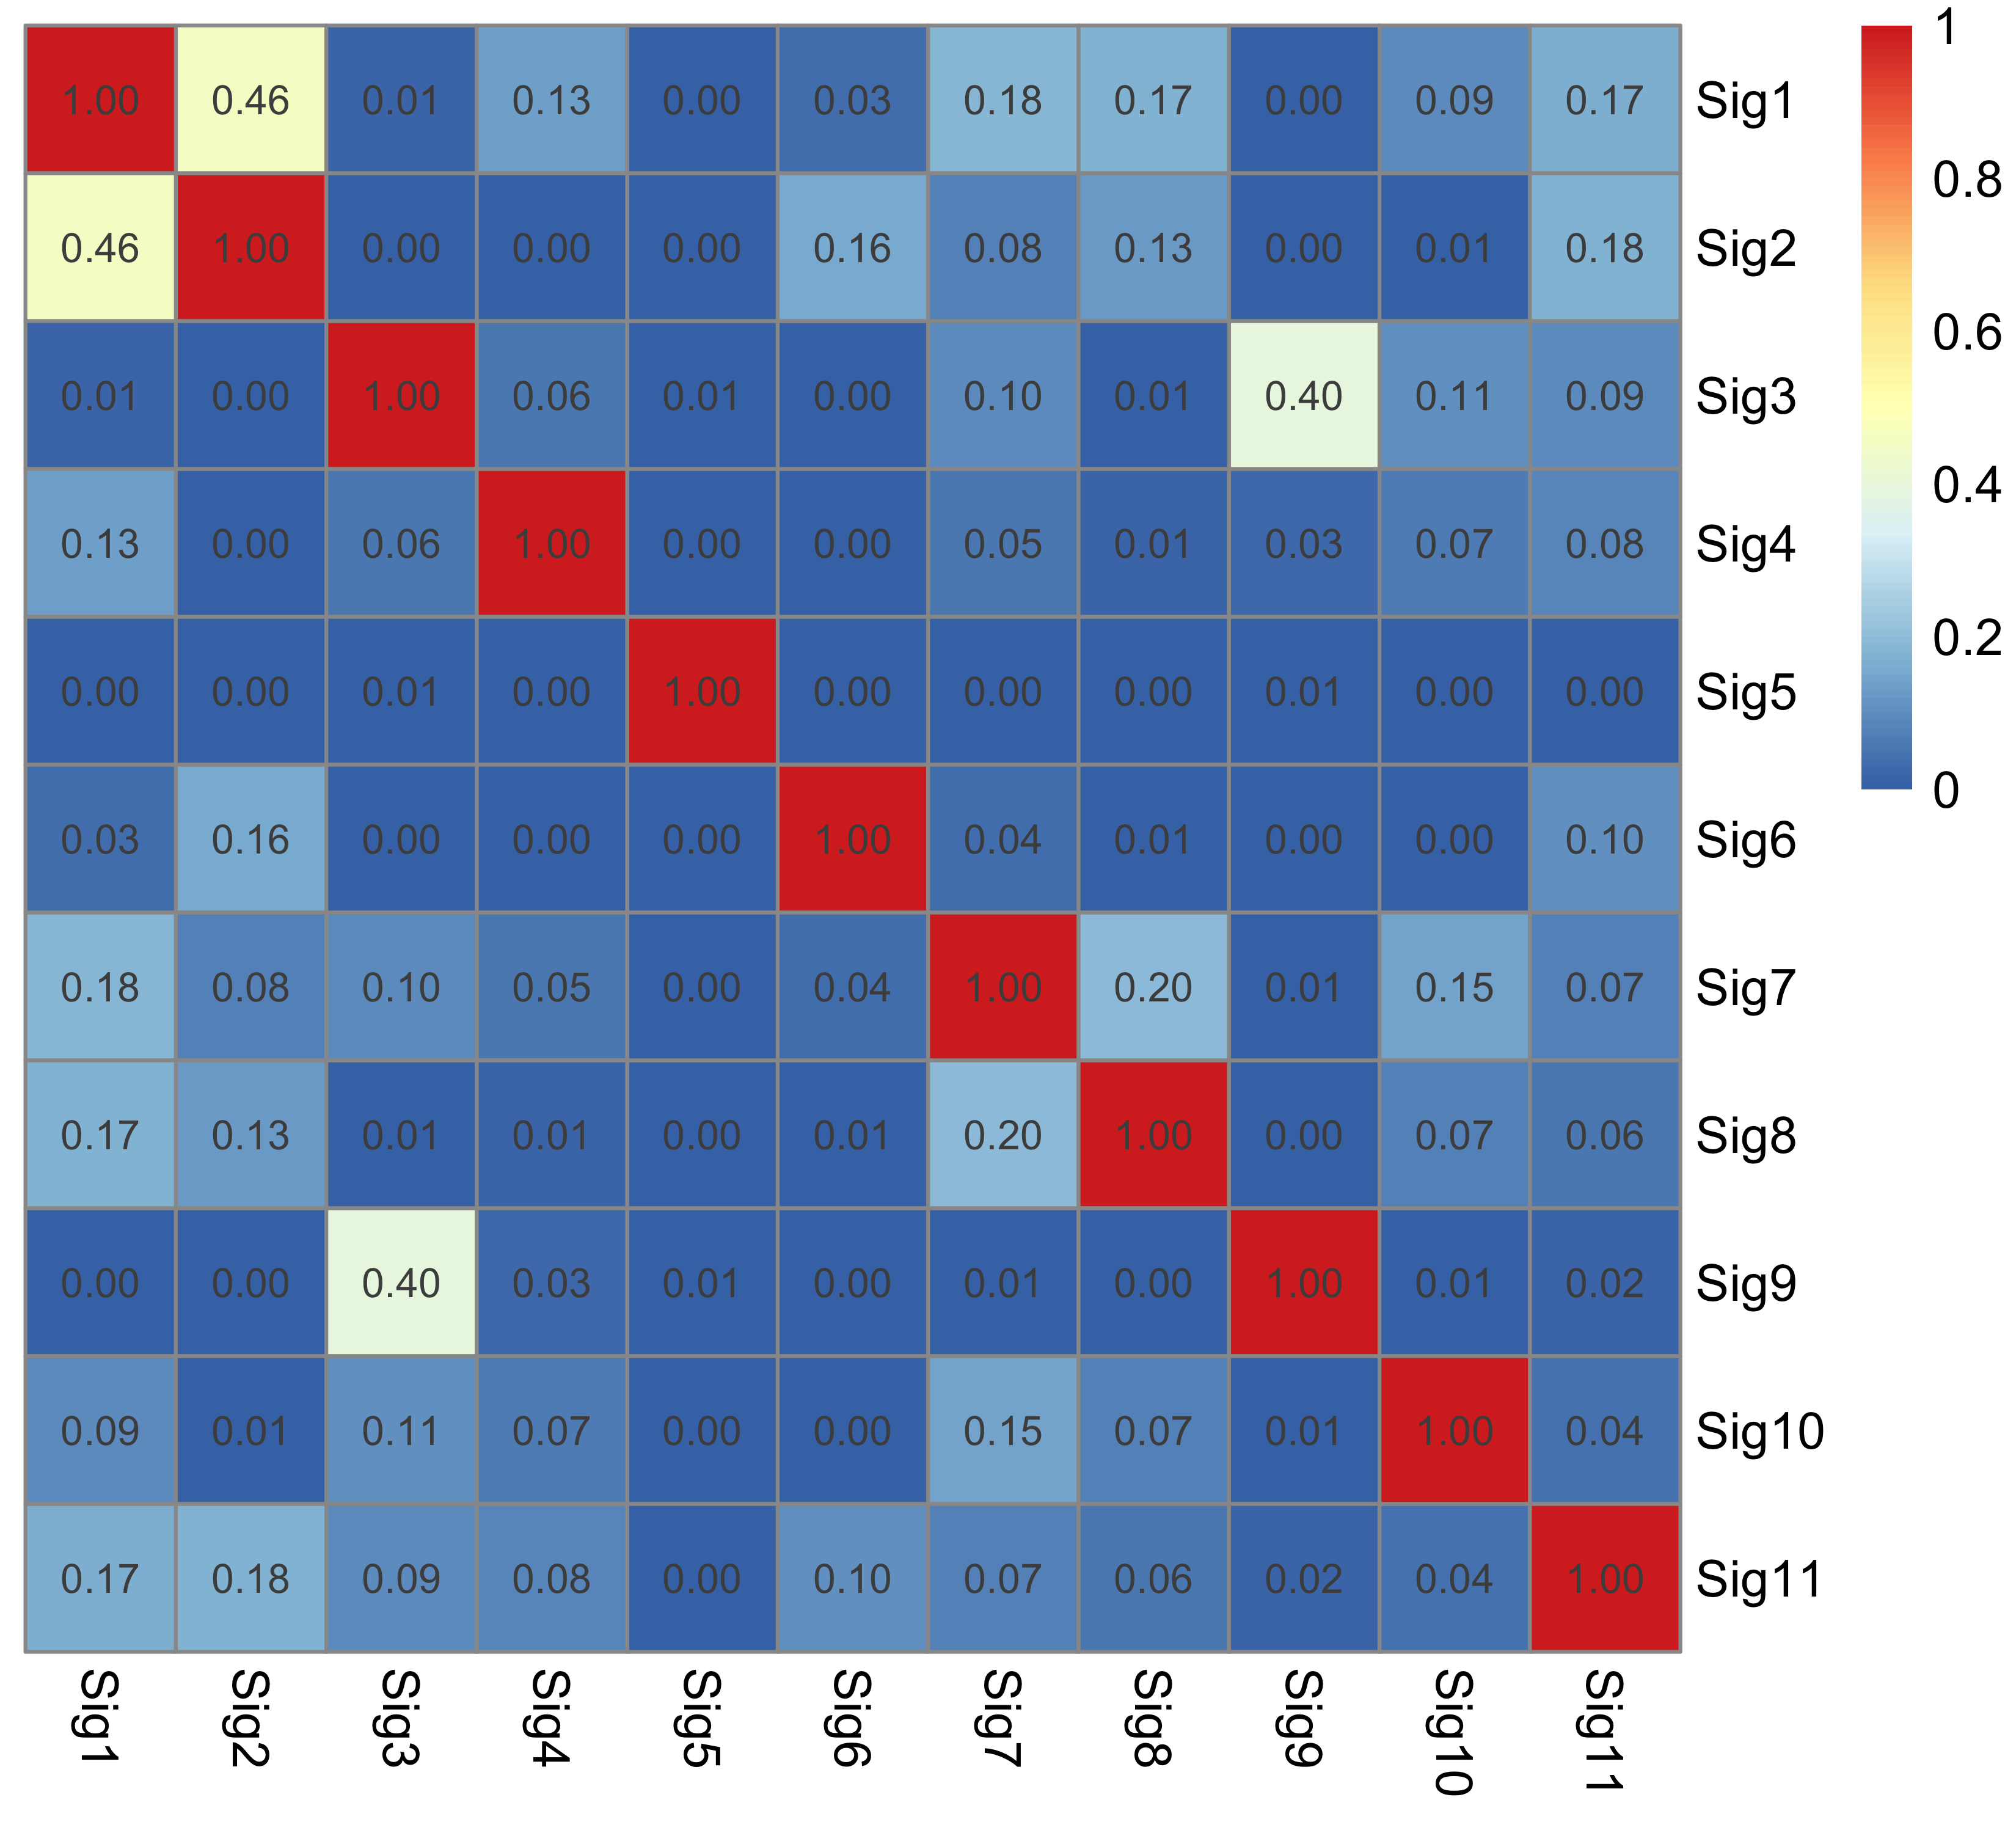 1.00 0.46 0.01 0.13 0.00 0.03 0.18 0.17 0.00 0.09 0.17 Sig1
0.46 1.00 0.00 0.00 0.00 0.16 0.08 0.13 0.00 0.01 0.18 Sig2
0.01 0.00 1.00 0.06 0.01 0.00 0.10 0.01 0.40 0.11 0.09 Sig3
0.13 0.00 0.06 1.00 0.00 0.00 0.05 0.01 0.03 0.07 0.08 Sig4
0.00 0.00 0.01 0.00 1.00 0.00 0.00 0.00 0.01 0.00 0.00 Sig5
0.03 0.16 0.00 0.00 0.00 1.00 0.04 0.01 0.00 0.00 0.10 Sig6
0.18 0.08 0.10 0.05 0.00 0.04 1.00 0.20 0.01 0.15 0.07 Sig7
0.17 0.13 0.01 0.01 0.00 0.01 0.20 1.00 0.00 0.07 0.06 Sig8
0.00 0.00 0.40 0.03 0.01 0.00 0.01 0.00 1.00 0.01 0.02 Sig9
0.09 0.01 0.11 0.07 0.00 0.00 0.15 0.07 0.01 1.00 0.04 Sig10
0.17 0.18 0.09 0.08 0.00 0.10 0.07 0.06 0.02 0.04 1.00 Sig11
Sig1 Sig2 Sig3 Sig4 Sig5 Sig6 Sig7 Sig8 Sig9 Sig10 Sig11
1
0.8
0.6
0.4
0.2
0